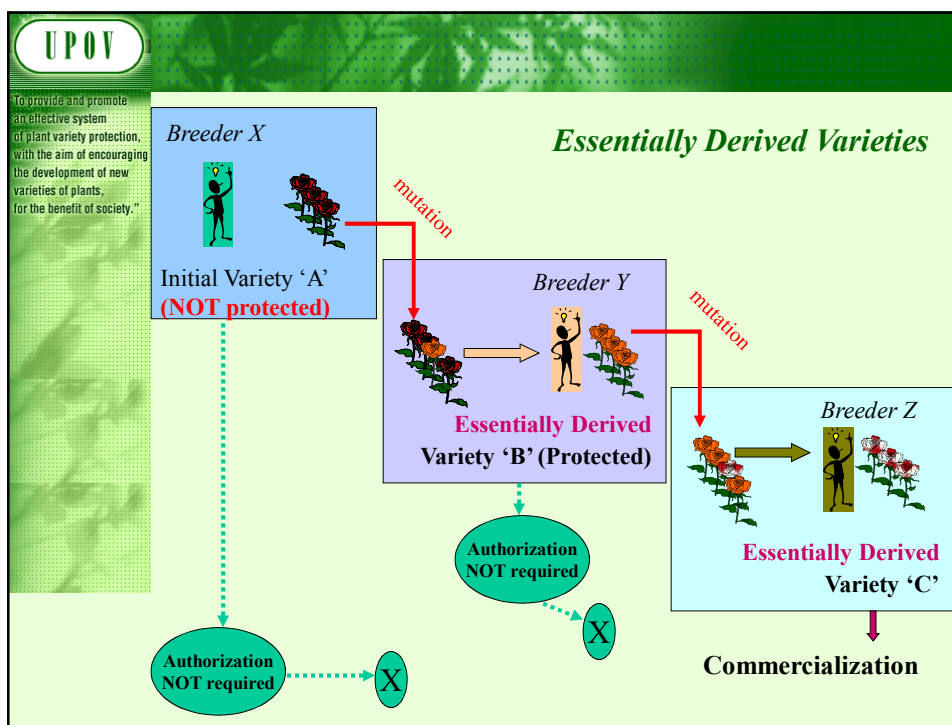 UPOV
To provide and promote
an effective system
of plant variety protection,
with the aim of encouraging
the development of new
varieties of plants,
for the benefit of society."
Essentially Derived Varieties
Breeder X
mutation
Initial Variety ‘A’
(NOT protected)
Breeder Y
mutation
Essentially Derived
Variety ‘B’ (Protected)
Breeder Z
Essentially Derived
Variety ‘C’
Authorization
NOT required
X
Authorization
NOT required
X
Commercialization